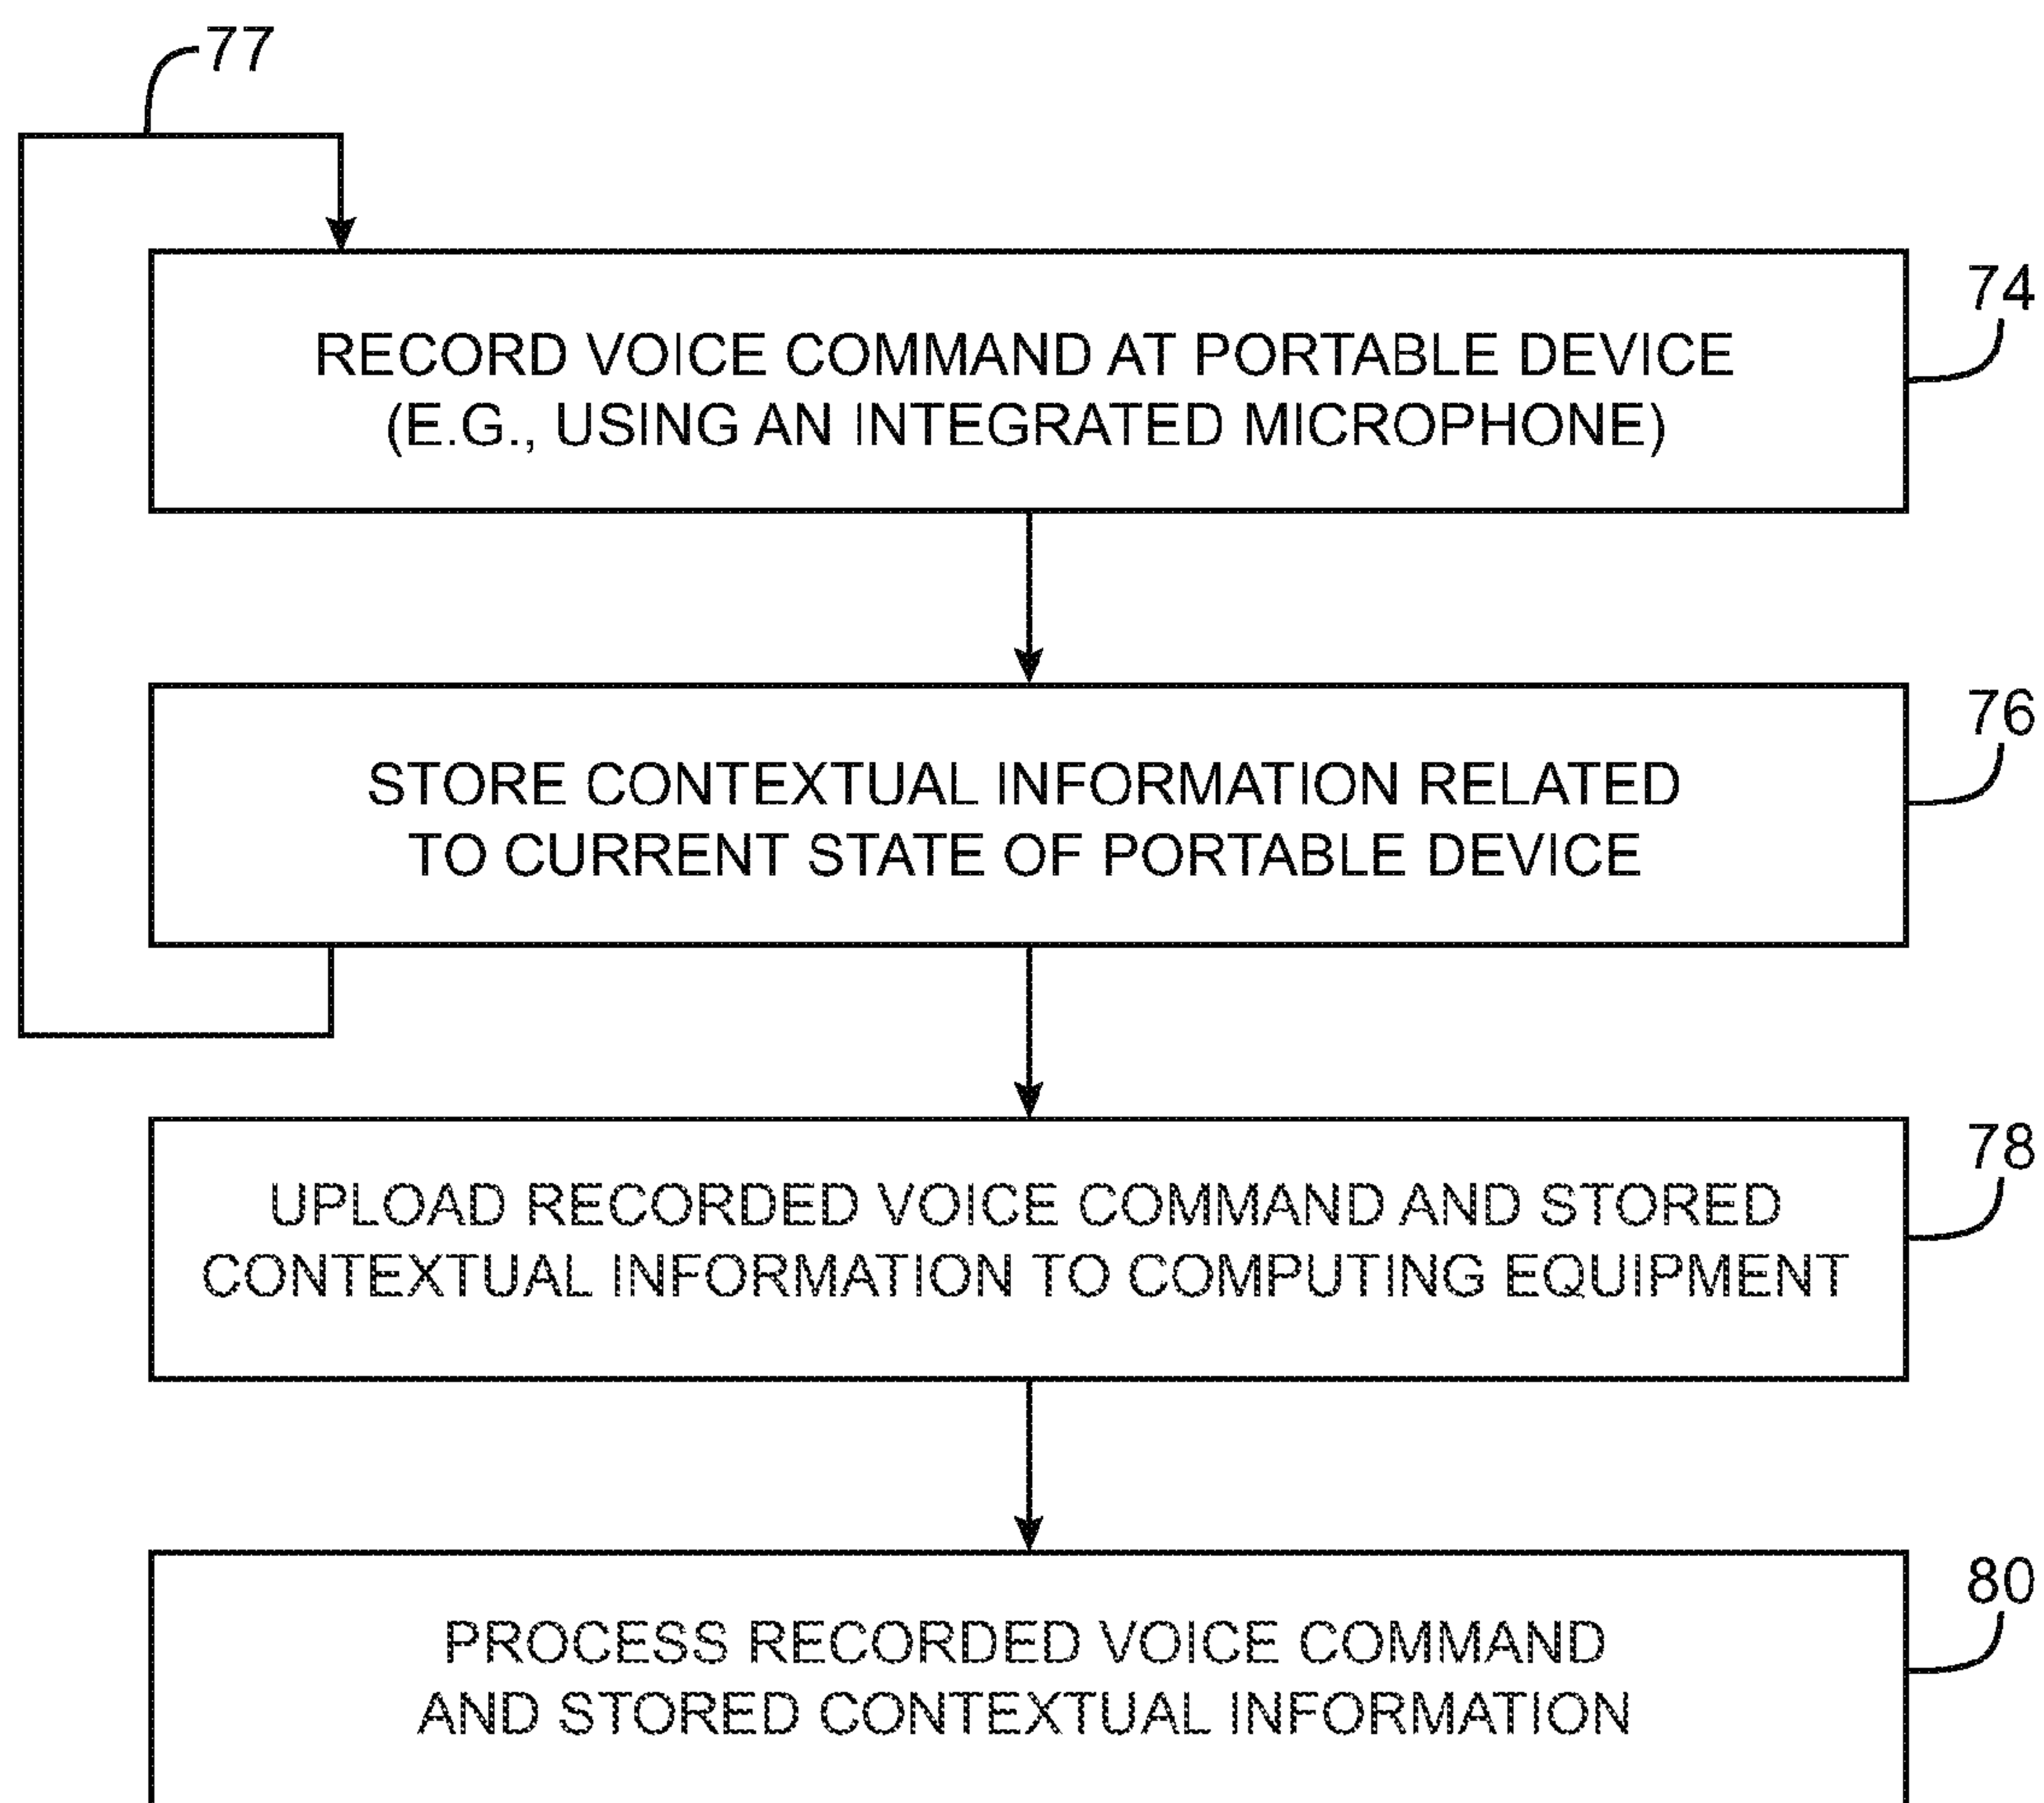 77
RECORD VOICE COMMAND AT PORTABLE DEVICE
(E.G., USING AN INTEGRATED MICROPHONE)
74
STORE CONTEXTUAL INFORMATION RELATED
TO CURRENT STATE OF PORTABLE DEVICE
76
UPLOAD RECORDED VOICE COMMAND AND STORED
CONTEXTUAL INFORMATION TO COMPUTING EQUIPMENT
78
PROCESS RECORDED VOICE COMMAND
AND STORED CONTEXTUAL INFORMATION
80